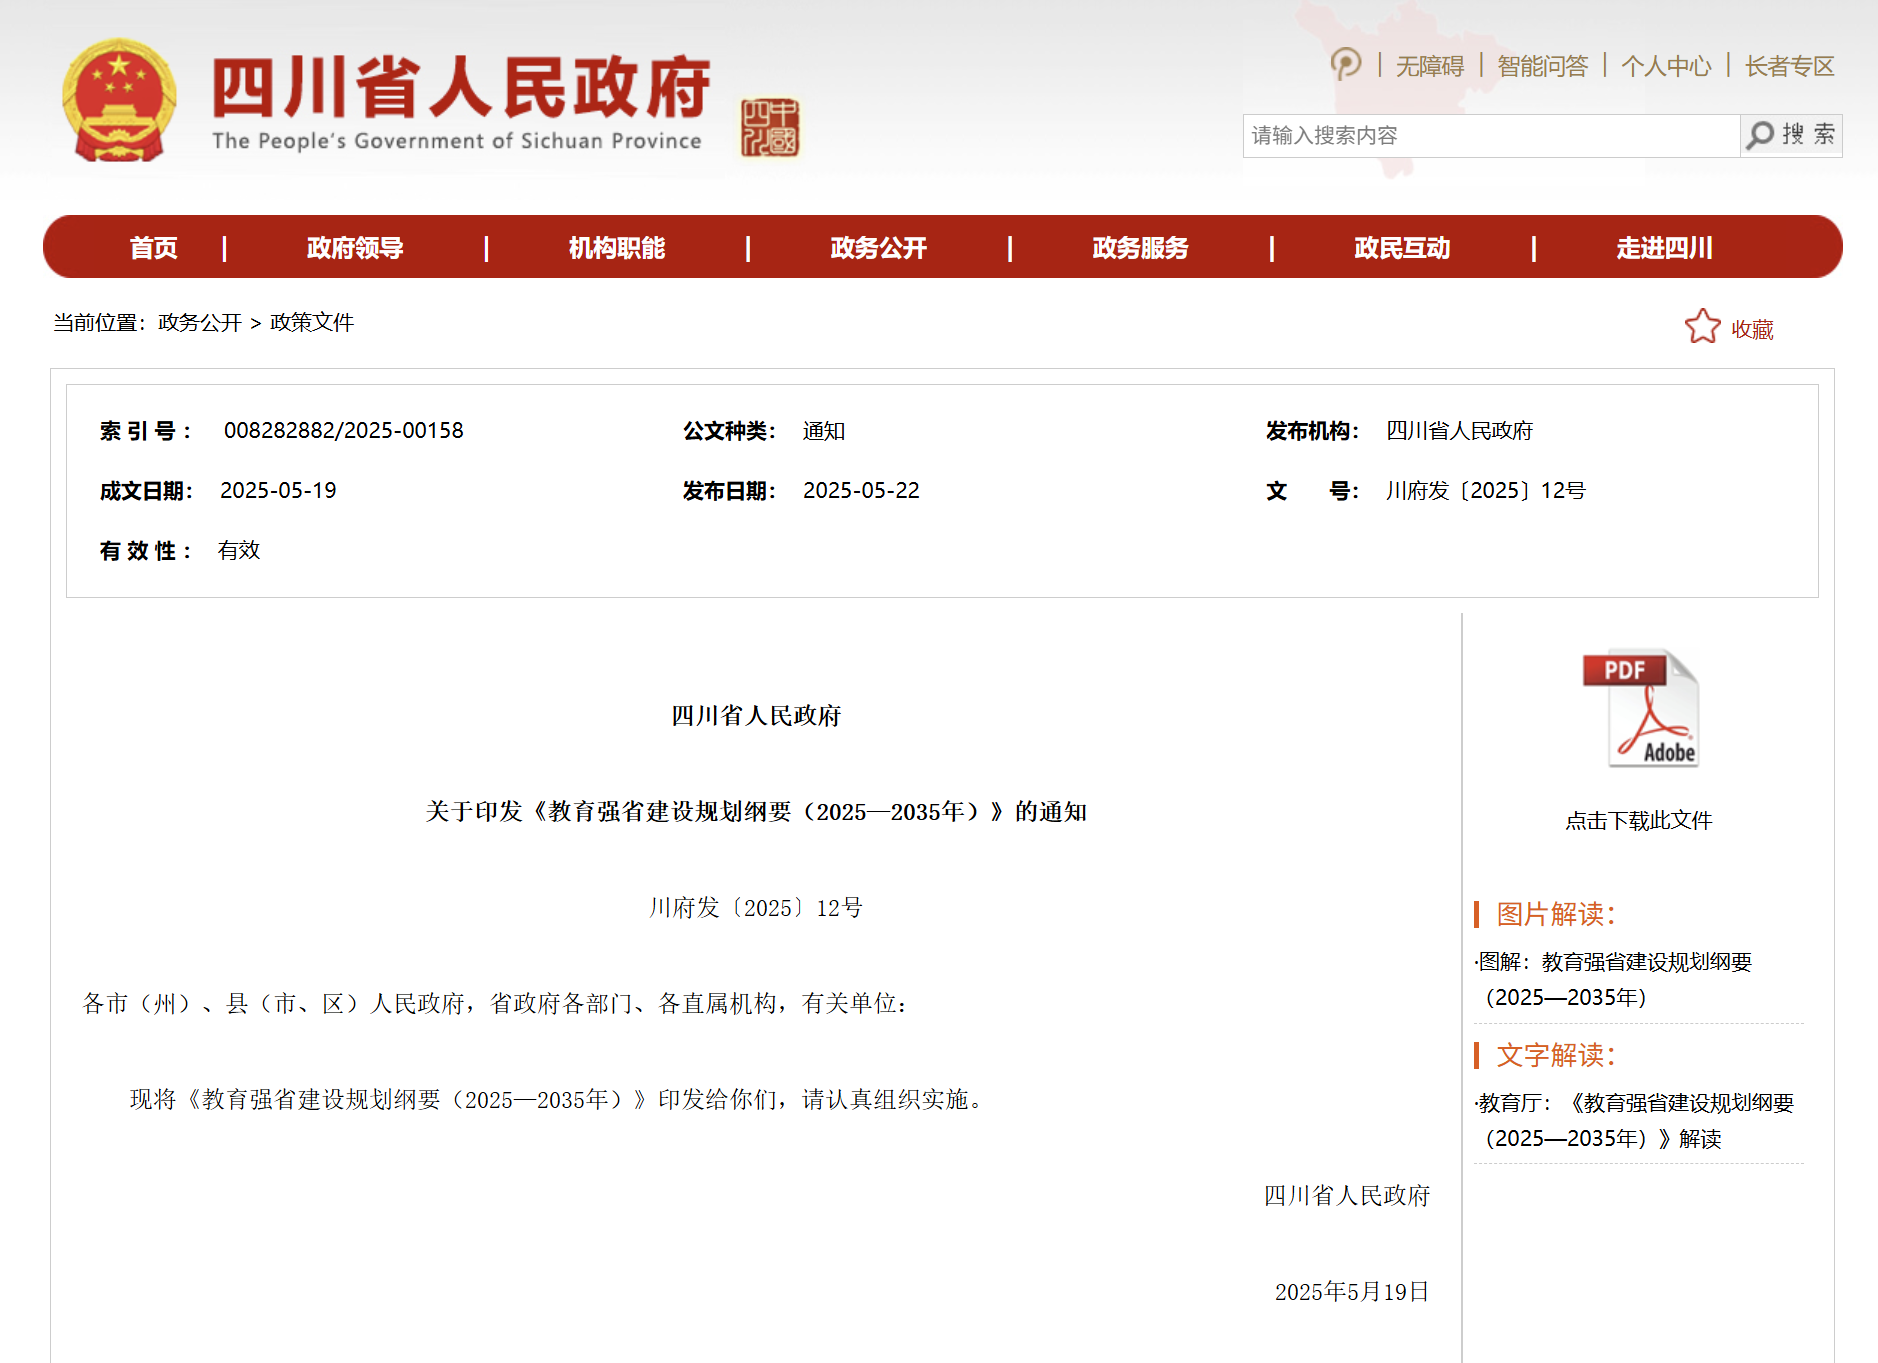 四川省人民政府
The People's Government of Sichuan Province
四川 中國
无障碍 | 智能问答 | 个人中心 | 长者专区
请输入搜索内容 搜 索
首页 | 政府领导 | 机构职能 | 政务公开 | 政务服务 | 政民互动 | 走进四川
当前位置：政务公开 > 政策文件
收藏
索 引 号： 008282882/2025-00158 公文种类： 通知 发布机构： 四川省人民政府
成文日期： 2025-05-19 发布日期： 2025-05-22 文 号： 川府发〔2025〕12号
有 效 性： 有效
四川省人民政府
关于印发《教育强省建设规划纲要（2025—2035年）》的通知
川府发〔2025〕12号
各市（州）、县（市、区）人民政府，省政府各部门、各直属机构，有关单位：
现将《教育强省建设规划纲要（2025—2035年）》印发给你们，请认真组织实施。
四川省人民政府
2025年5月19日
PDF
Adobe
点击下载此文件
图片解读：
·图解：教育强省建设规划纲要
（2025—2035年）
文字解读：
·教育厅：《教育强省建设规划纲要
（2025—2035年）》解读